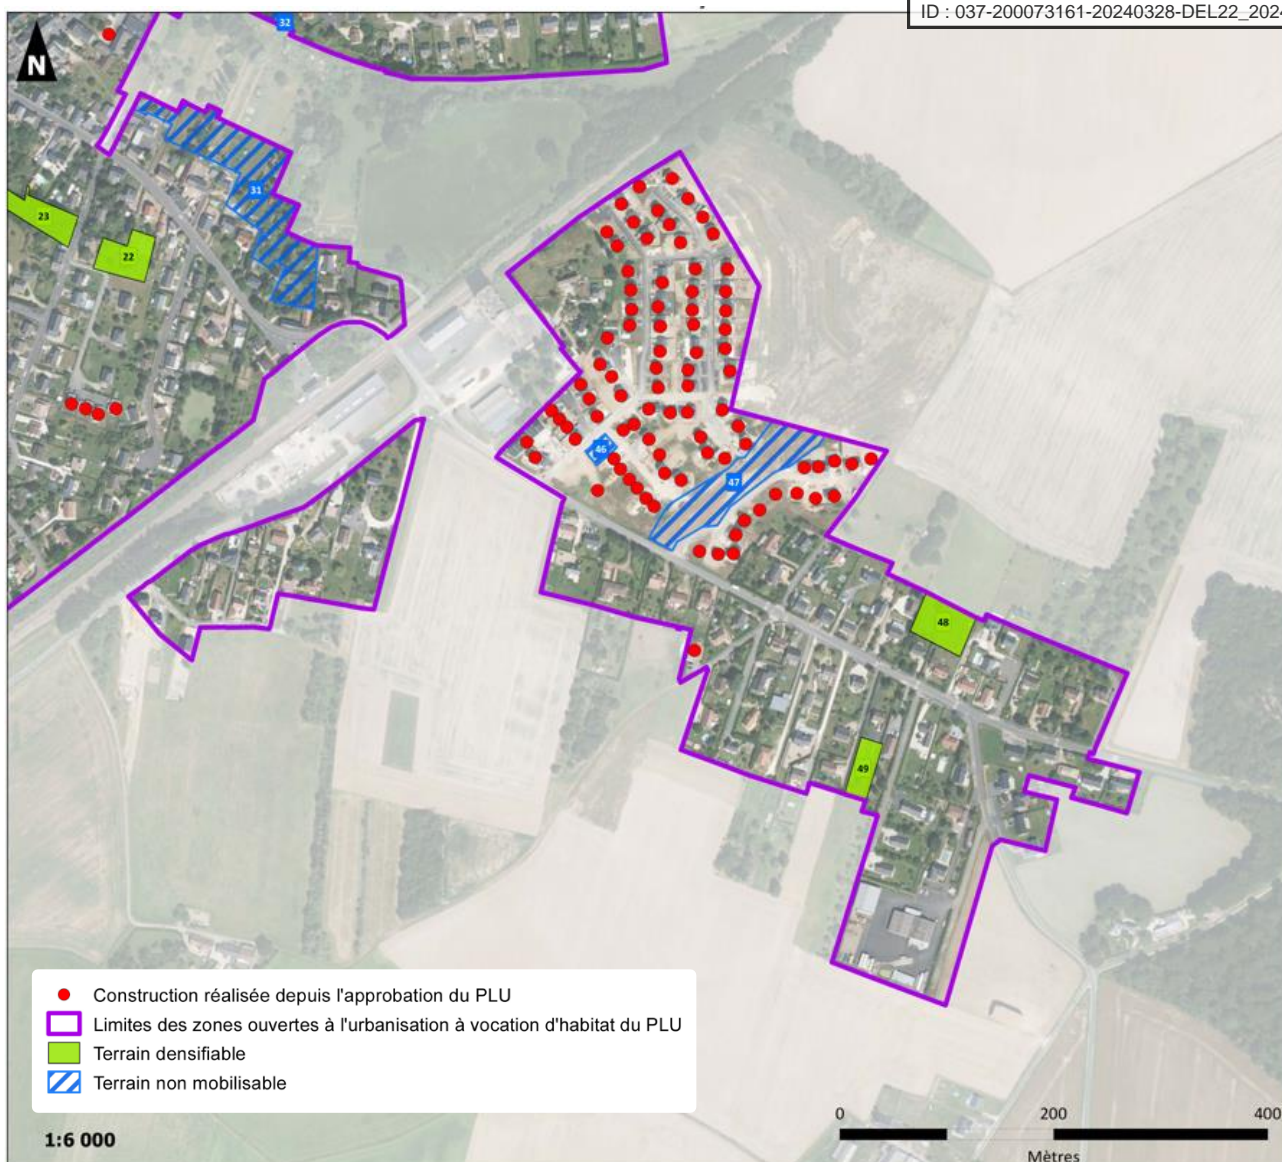 ID : 037-200073161-20240328-DEL22_202
32
N
31
23
22
46
47
48
49
Construction réalisée depuis l'approbation du PLU
Limites des zones ouvertes à l'urbanisation à vocation d'habitat du PLU
Terrain densifiable
Terrain non mobilisable
1:6 000
0 200 400
Mètres